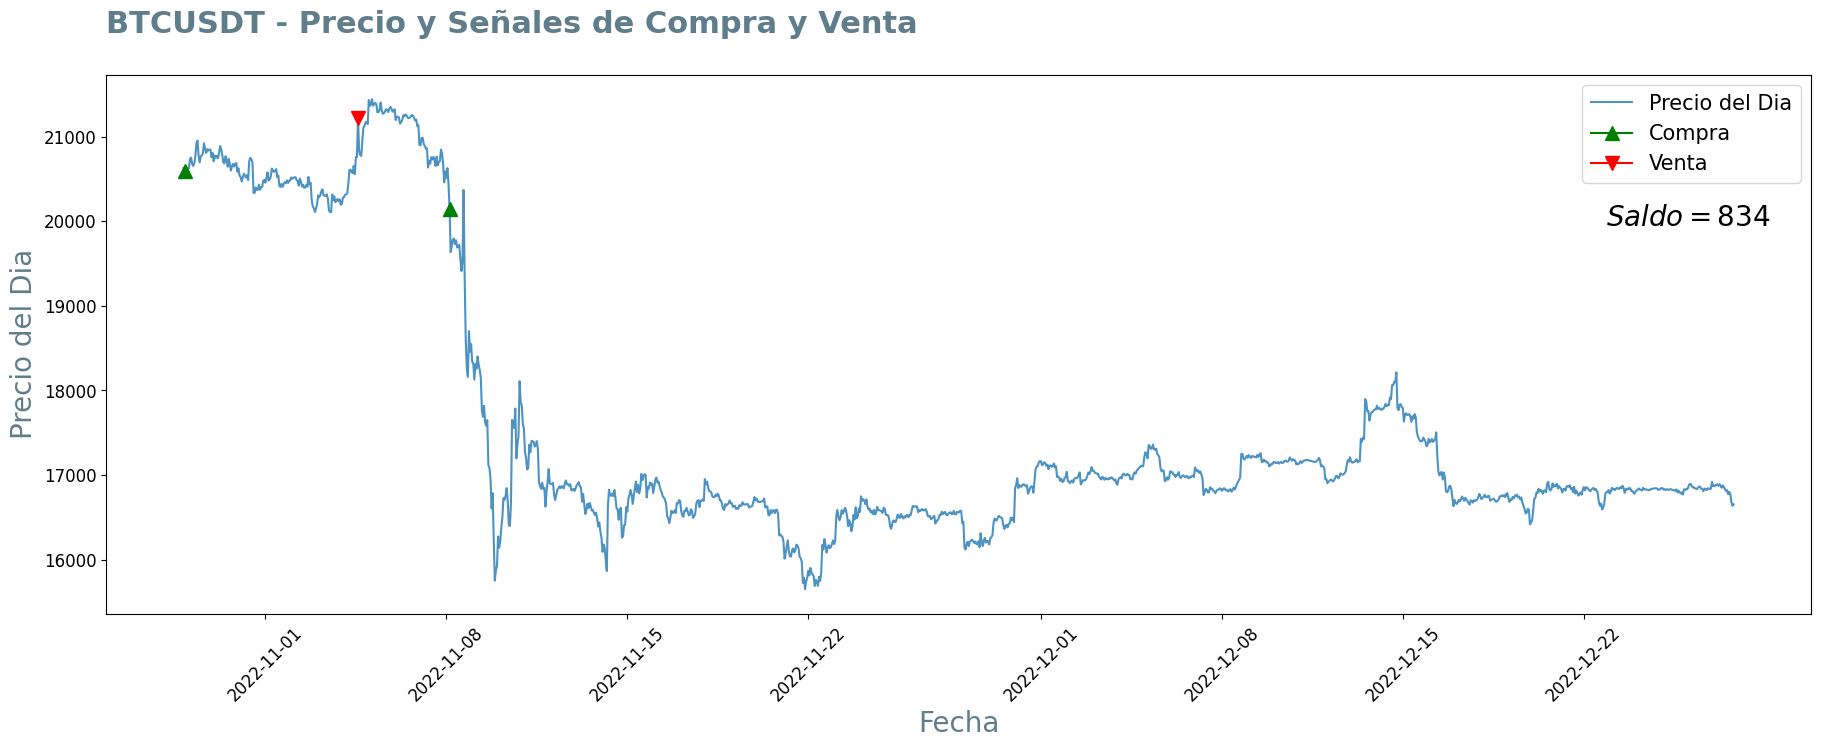 BTCUSDT - Precio y Señales de Compra y Venta
Precio del Dia
Compra
Venta
Saldo = 834
Precio del Dia
21000
20000
19000
18000
17000
16000
2022-11-01
2022-11-08
2022-11-15
2022-11-22
2022-12-01
2022-12-08
2022-12-15
2022-12-22
Fecha